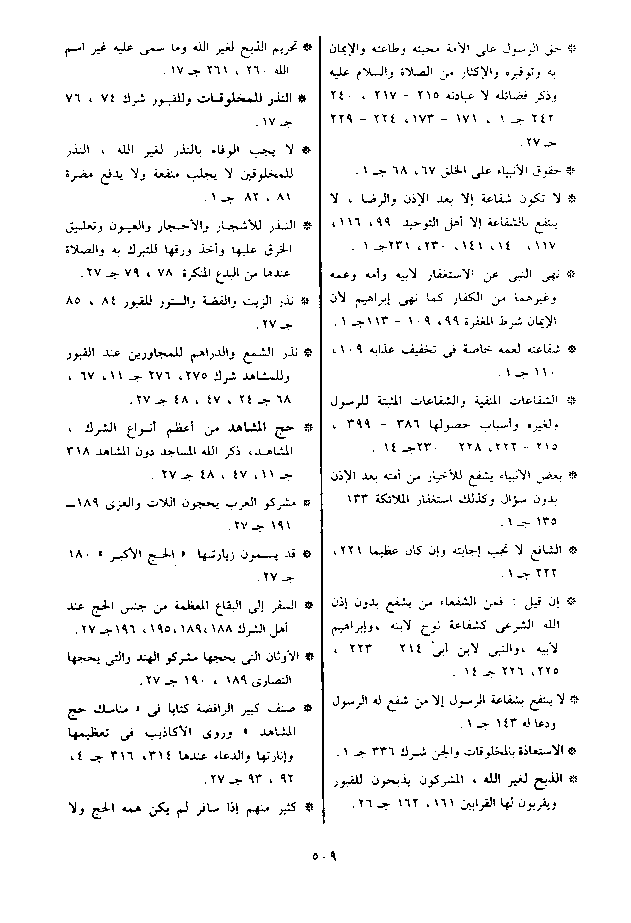 * حق الرسول على الأمة محبته وطاعته والإيمان
به وتوقيره والإكثار من الصلاة والسلام عليه
وذكر فضائله لا عبادته ٢١٥ – ٢١٧ ، ٢٤٠
٢٤٢ جـ ١ ، ١٧١ – ١٧٣، ٢٢٤ – ٢٢٩
جـ ٢٧.
* حقوق الأنبياء على الخلق ٦٧، ٦٨ جـ ١.
* لا تكون شفاعة إلا بعد الإذن والرضا ، لا
ينتفع بالشفاعة إلا أهل التوحيد ٩٩، ١١٦،
١١٧، ١٤٠، ١٤١، ٢٣٠، ٢٣١جـ ١ .
* نهى النبي عن الاستغفار لأبيه وأمه وعمه
وغيرهما من الكفار كما نهى إبراهيم لأن
الإيمان شرط المغفرة ٩٩، ١٠٩ – ١١٣جـ ١.
* شفاعته لعمه خاصة فى تخفيف عذابه ١٠٩،
١١٠ جـ ١.
* الشفاعات المنفية والشفاعات المثبتة للرسول
ولغيره وأسباب حصولها ٣٨٦ – ٣٩٩ ،
٢١٥ – ٢٢٢، ٢٢٨ ٢٣٠جـ ١٤ .
* بعض الأنبياء يشفع للأخيار من أمته بعد الإذن
بدون سؤال وكذلك استغفار الملائكة ١٣٣
١٣٥ جـ ١.
* الشافع لا تجب إجابته وإن كان عظيما ٢٢١،
٢٢٢ جـ ١.
* إن قيل : فمن الشفعاء من يشفع بدون إذن
الله الشرعى كشفاعة نوح لابنه ،وإبراهيم
لأبيه ،والنبي لابن أبىّ ٢١٤ ٢٢٣ ،
٢٢٥، ٢٢٦ جـ ١٤ .
* لا ينتفع بشفاعة الرسول إلا من شفع له الرسول
ودعا له ١٤٣ جـ ١.
* الاستعاذة بالمخلوقات والجن شرك ٣٣٦ جـ ١.
* الذبح لغير الله ، المشركون يذبحون للقبور
ويقربون لها القرابين ١٦١، ١٦٢ جـ ٢٦.
* تحريم الذبح لغير الله وما سمى عليه غير اسم
الله ٢٦٠ ، ٢٦١ جـ ١٧.
* النذر للمخلوقات وللقبور شرك ٧٤ ، ٧٦
جـ ١٧.
* لا يجب الوفاء بالنذر لغير الله ، النذر
للمخلوقين لا يجلب منفعة ولا يدفع مضرة
٨١ ، ٨٢ جـ ١.
* النذر للأشجار والأحجار والعيون وتعليق
الخرق عليها وأخذ ورقها للتبرك به والصلاة
عندها من البدع المنكرة ٧٨ ، ٧٩ جـ ٢٧.
* نذر الزيت والفضة والستور للقبور ٨٤ ، ٨٥
جـ ٢٧.
* نذر الشمع والدراهم للمجاورين عند القبور
وللمشاهد شرك ٢٧٥، ٢٧٦ جـ ١١، ٦٧ ،
٦٨ جـ ٢٤ ، ٤٧ ، ٤٨ جـ ٢٧.
* حج المشاهد من أعظم أنواع الشرك ،
المشاهد، ذكر الله المساجد دون المشاهد ٣١٨
جـ ١١، ٤٧ ، ٤٨ جـ ٢٧ .
* مشركو العرب يحجون اللات والعزى ١٨٩–
١٩١ جـ ٢٧.
* قد يسمون زيارتها « الحج الأكبر » ١٨٠
جـ ٢٧.
* السفر إلى البقاع المعظمة من جنس الحج عند
أهل الشرك ١٨٨ ،١٨٩، ١٩٥، ١٩٦جـ ٢٧.
* الأوثان التى يحجها مشركو الهند والتى يحجها
النصارى ١٨٩ ، ١٩٠ جـ ٢٧.
* صنف كبير الرافضة كتابا فى « مناسك حج
المشاهد » وروى الأكاذيب فى تعظيمها
وإنارتها والدعاء عندها ٣١٤، ٣١٦ جـ ٤،
٩٢ ، ٩٣ جـ ٢٧.
* كثير منهم إذا سافر لم يكن همه الحج ولا
٥٠٩